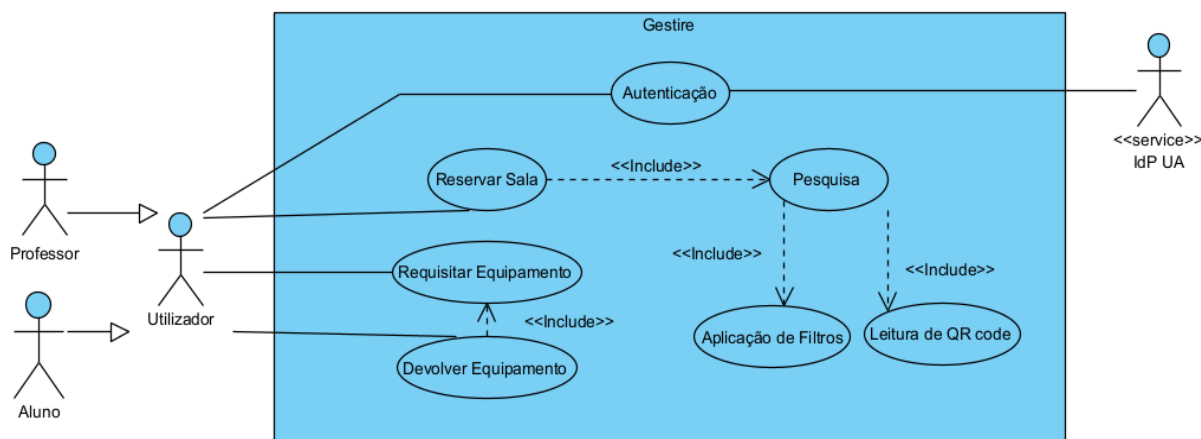 Gestire
Autenticação
<<service>>
IdP UA
Reservar Sala
<<Include>>
Pesquisa
Professor
<<Include>>
<<Include>>
Requisitar Equipamento
Utilizador
<<Include>>
Aplicação de Filtros
Leitura de QR code
Devolver Equipamento
Aluno